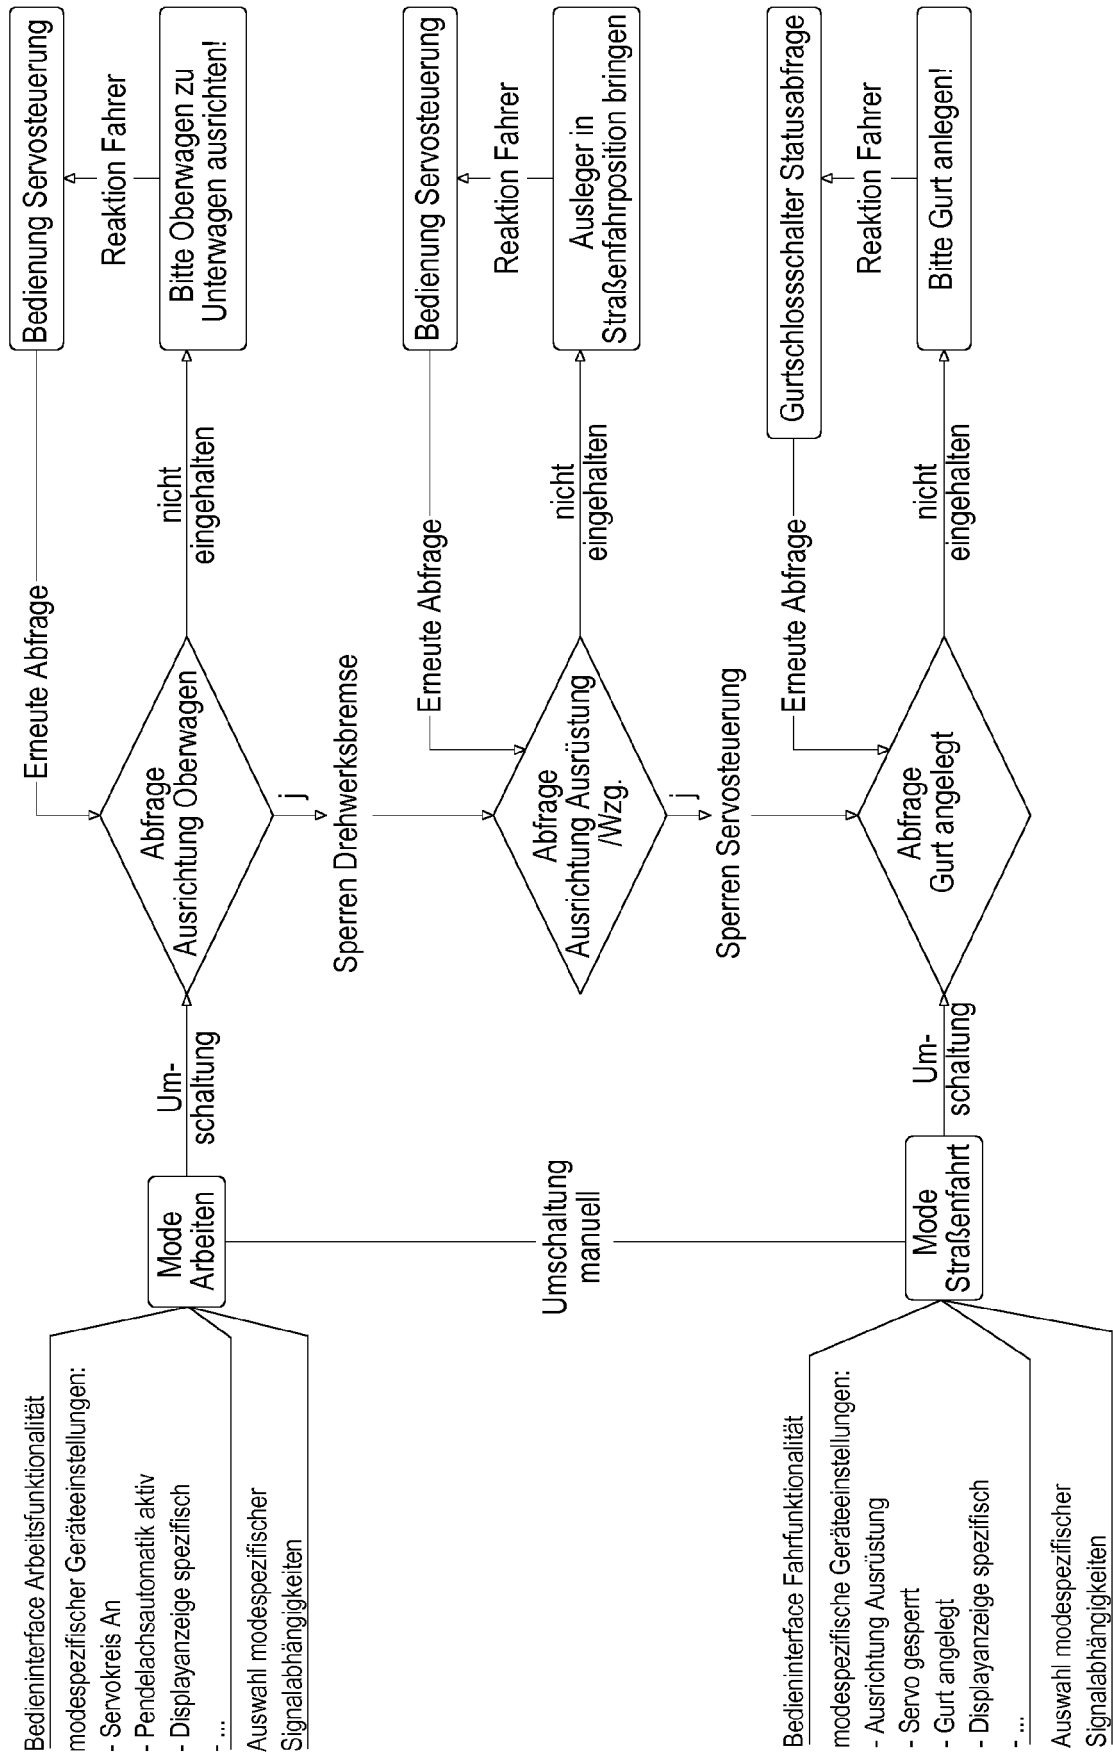 Bedieninterface Arbeitsfunktionalität
modespezifischer Geräteeinstellungen:
- Servokreis An
- Pendelachsautomatik aktiv
- Displayanzeige spezifisch
- ...
Auswahl modespezifischer
Signalabhängigkeiten
Mode
Arbeiten
Um-
schaltung
Abfrage
Ausrichtung Oberwagen
Erneute Abfrage
nicht
eingehalten
Bedienung Servosteuerung
Reaktion Fahrer
Bitte Oberwagen zu
Unterwagen ausrichten!
j
Sperren Drehwerksbremse
Umschaltung
manuell
Abfrage
Ausrichtung Ausrüstung
/Wzg.
Erneute Abfrage
nicht
eingehalten
Bedienung Servosteuerung
Reaktion Fahrer
Ausleger in
Straßenfahrposition bringen
j
Sperren Servosteuerung
Bedieninterface Fahrfunktionalität
modespezifische Geräteeinstellungen:
- Ausrichtung Ausrüstung
- Servo gesperrt
- Gurt angelegt
- Displayanzeige spezifisch
- ...
Auswahl modespezifischer
Signalabhängigkeiten
Mode
Straßenfahrt
Um-
schaltung
Abfrage
Gurt angelegt
Erneute Abfrage
nicht
eingehalten
Gurtschlossschalter Statusabfrage
Reaktion Fahrer
Bitte Gurt anlegen!